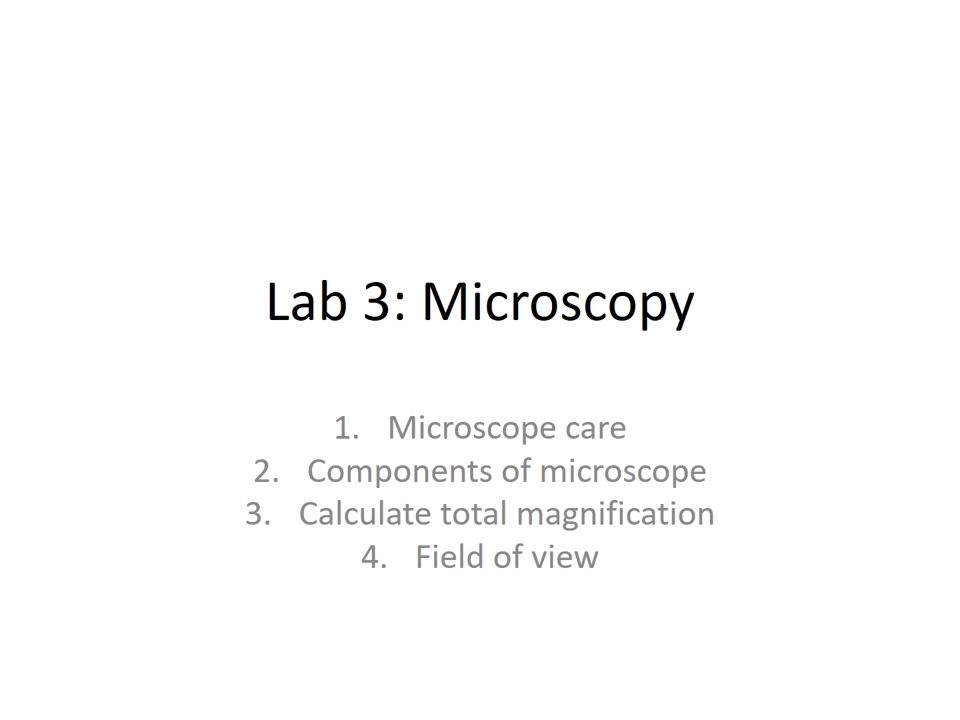 Lab 3: Microscopy
1. Microscope care
2. Components of microscope
3. Calculate total magnification
4. Field of view